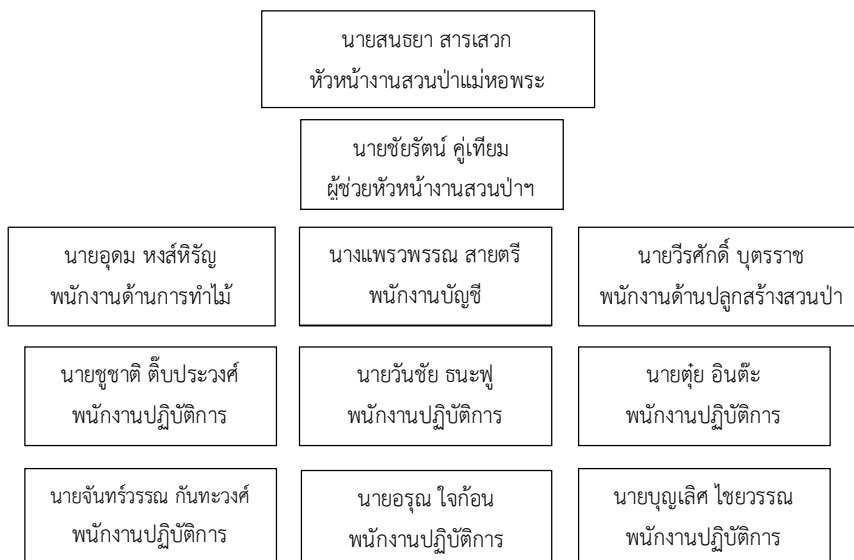 นายสนธยา สารเสวก
หัวหน้างานสวนป่าแม่หอพระ
นายชัยรัตน์ คู่เทียม
ผู้ช่วยหัวหน้างานสวนป่าฯ
นายอุดม หงส์หิรัญ
พนักงานด้านการทำไม้
นางแพรวพรรณ สายตรี
พนักงานบัญชี
นายวีรศักดิ์ บุตรราช
พนักงานด้านปลูกสร้างสวนป่า
นายชูชาติ ติ๊บประวงศ์
พนักงานปฏิบัติการ
นายวันชัย ธนะฟู
พนักงานปฏิบัติการ
นายตุ๋ย อินต๊ะ
พนักงานปฏิบัติการ
นายจันทร์วรรณ กันทะวงศ์
พนักงานปฏิบัติการ
นายอรุณ ใจก้อน
พนักงานปฏิบัติการ
นายบุญเลิศ ไชยวรรณ
พนักงานปฏิบัติการ